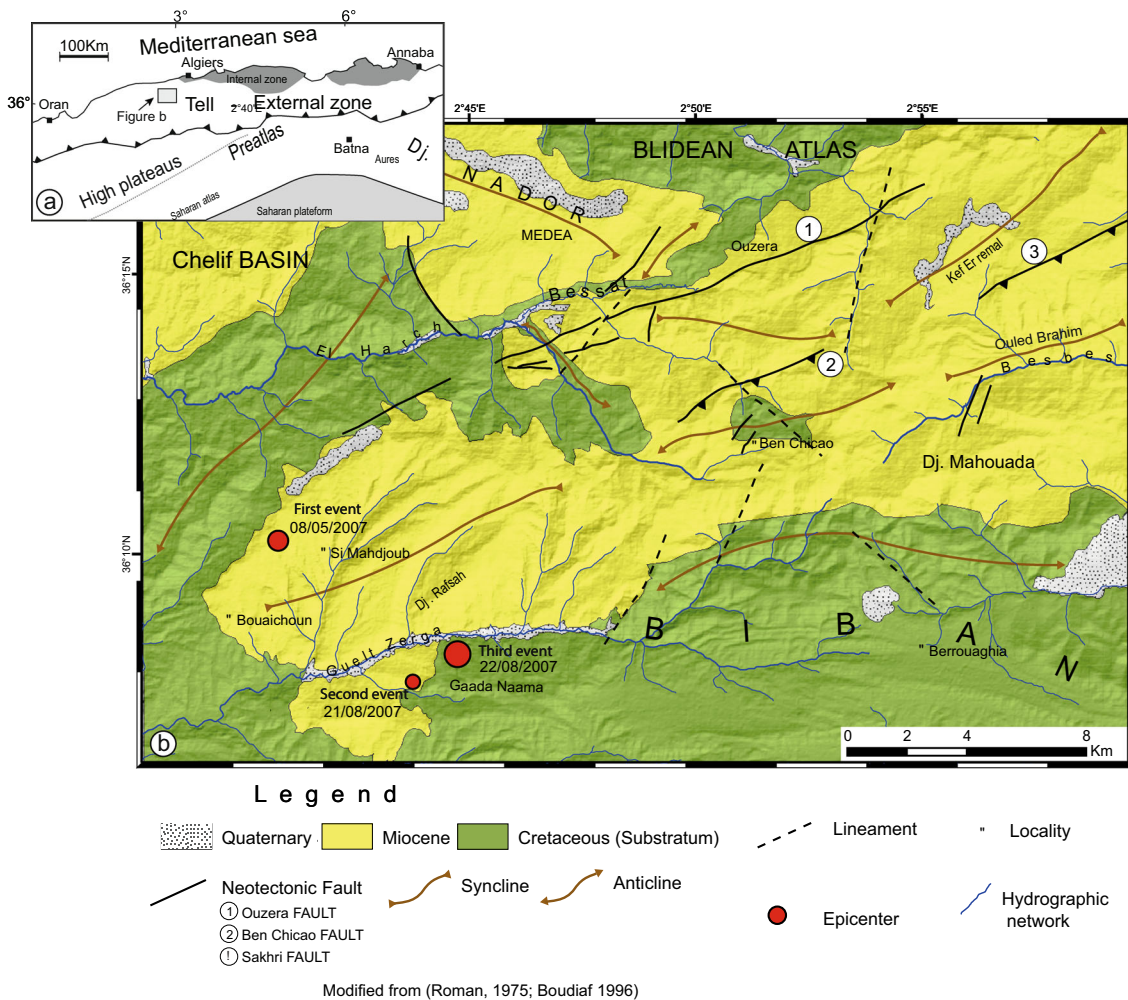 3°
6°
100Km
Mediterranean sea
Algiers
Annaba
Internal zone
36°
Oran
Tell
2°40'E
External zone
Figure b
Preatlas
High plateaus
Batna
Aures
Dj.
Saharan atlas
Saharan plateform
a
2°45'E
2°50'E
2°55'E
BLIDEAN ATLAS
NADOR
MEDEA
Ouzera
1
3
Kef Er remal
Chelif BASIN
36°15'N
Bessat
El Harch
Ouled Brahim
Besbes
2
" Ben Chicao
Dj. Mahouada
First event
08/05/2007
" Si Mahdjoub
36°10'N
Dj. Rafsah
" Bouaichoun
Guelt Zerga
BIBAN
Third event
22/08/2007
" Berrouaghia
Second event
21/08/2007
Gaada Naama
b
0 2 4 8
Km
Legend
Quaternary
Miocene
Cretaceous (Substratum)
Lineament
" Locality
Neotectonic Fault
Syncline
Anticline
1 Ouzera FAULT
2 Ben Chicao FAULT
! Sakhri FAULT
Epicenter
Hydrographic
network
Modified from (Roman, 1975; Boudiaf 1996)